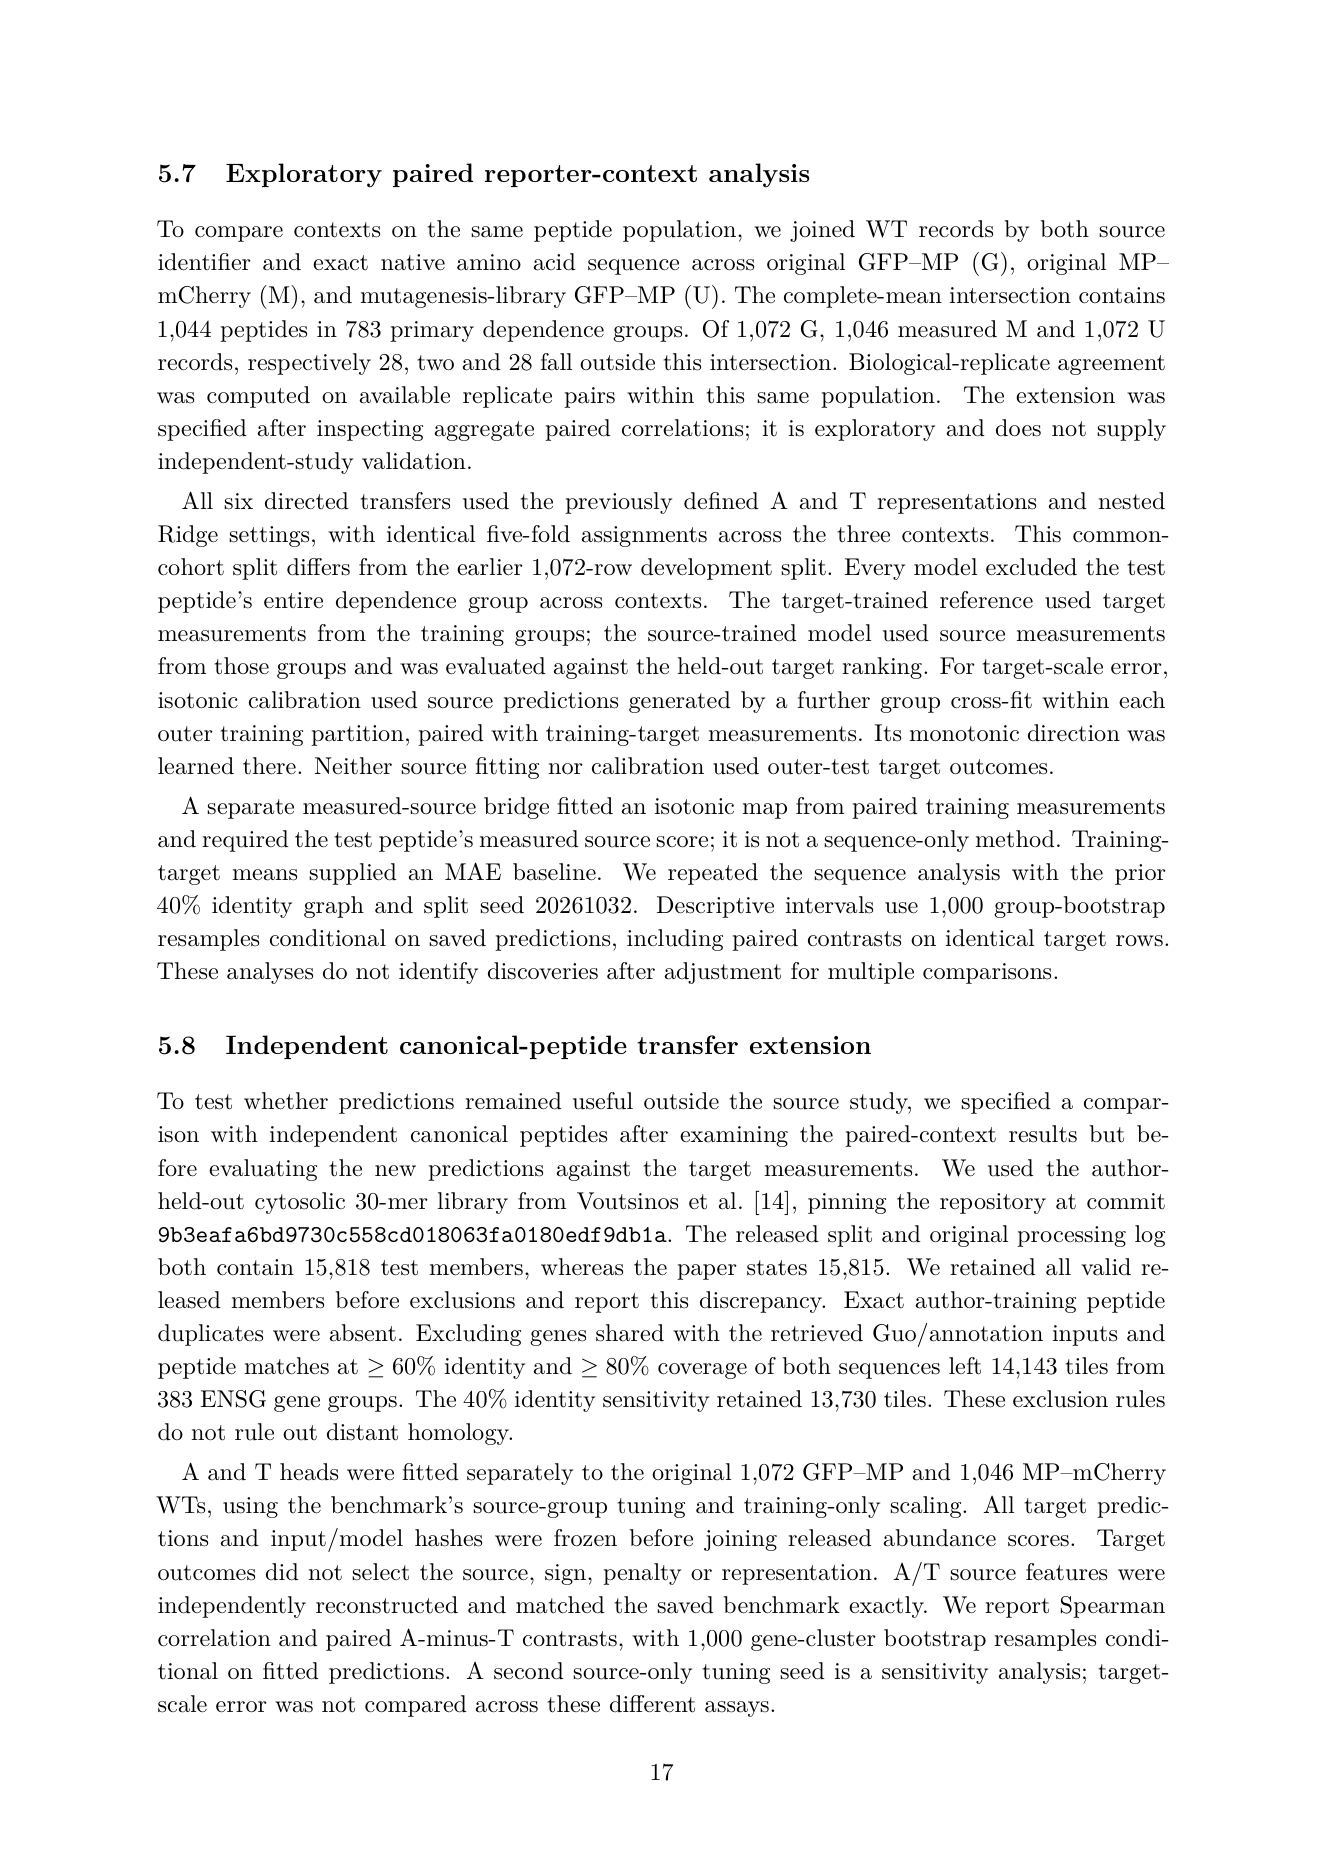 5.7 Exploratory paired reporter-context analysis
To compare contexts on the same peptide population, we joined WT records by both source
identifier and exact native amino acid sequence across original GFP–MP (G), original MP–
mCherry (M), and mutagenesis-library GFP–MP (U). The complete-mean intersection contains
1,044 peptides in 783 primary dependence groups. Of 1,072 G, 1,046 measured M and 1,072 U
records, respectively 28, two and 28 fall outside this intersection. Biological-replicate agreement
was computed on available replicate pairs within this same population. The extension was
specified after inspecting aggregate paired correlations; it is exploratory and does not supply
independent-study validation.
All six directed transfers used the previously defined A and T representations and nested
Ridge settings, with identical five-fold assignments across the three contexts. This common-
cohort split differs from the earlier 1,072-row development split. Every model excluded the test
peptide's entire dependence group across contexts. The target-trained reference used target
measurements from the training groups; the source-trained model used source measurements
from those groups and was evaluated against the held-out target ranking. For target-scale error,
isotonic calibration used source predictions generated by a further group cross-fit within each
outer training partition, paired with training-target measurements. Its monotonic direction was
learned there. Neither source fitting nor calibration used outer-test target outcomes.
A separate measured-source bridge fitted an isotonic map from paired training measurements
and required the test peptide's measured source score; it is not a sequence-only method. Training-
target means supplied an MAE baseline. We repeated the sequence analysis with the prior
40% identity graph and split seed 20261032. Descriptive intervals use 1,000 group-bootstrap
resamples conditional on saved predictions, including paired contrasts on identical target rows.
These analyses do not identify discoveries after adjustment for multiple comparisons.
5.8 Independent canonical-peptide transfer extension
To test whether predictions remained useful outside the source study, we specified a compar-
ison with independent canonical peptides after examining the paired-context results but be-
fore evaluating the new predictions against the target measurements. We used the author-
held-out cytosolic 30-mer library from Voutsinos et al. [14], pinning the repository at commit
9b3eafa6bd9730c558cd018063fa0180edf9db1a. The released split and original processing log
both contain 15,818 test members, whereas the paper states 15,815. We retained all valid re-
leased members before exclusions and report this discrepancy. Exact author-training peptide
duplicates were absent. Excluding genes shared with the retrieved Guo/annotation inputs and
peptide matches at ≥ 60% identity and ≥ 80% coverage of both sequences left 14,143 tiles from
383 ENSG gene groups. The 40% identity sensitivity retained 13,730 tiles. These exclusion rules
do not rule out distant homology.
A and T heads were fitted separately to the original 1,072 GFP–MP and 1,046 MP–mCherry
WTs, using the benchmark's source-group tuning and training-only scaling. All target predic-
tions and input/model hashes were frozen before joining released abundance scores. Target
outcomes did not select the source, sign, penalty or representation. A/T source features were
independently reconstructed and matched the saved benchmark exactly. We report Spearman
correlation and paired A-minus-T contrasts, with 1,000 gene-cluster bootstrap resamples condi-
tional on fitted predictions. A second source-only tuning seed is a sensitivity analysis; target-
scale error was not compared across these different assays.
17